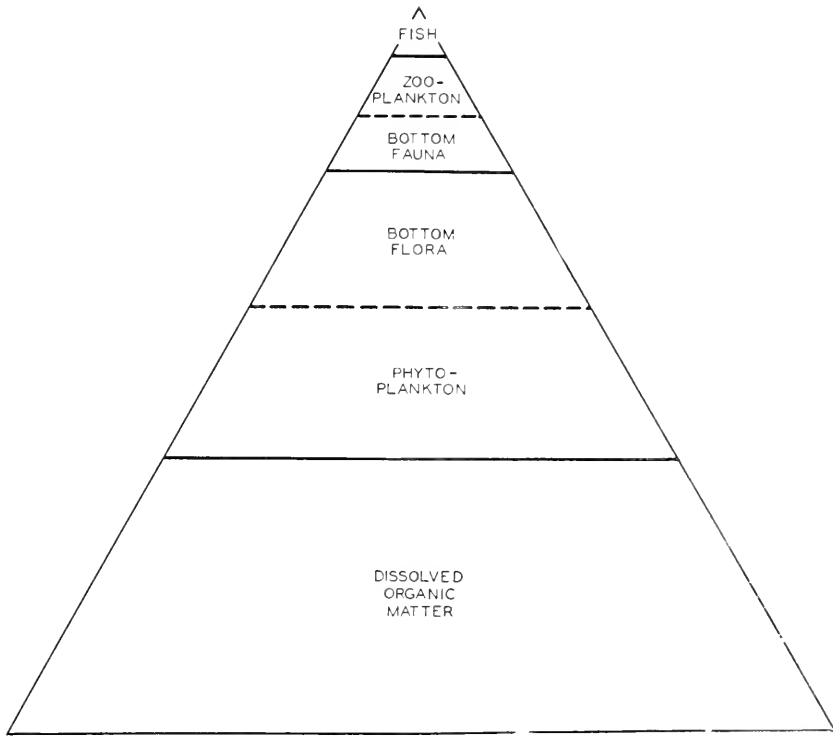 FISH
ZOO-
PLANKTON
BOTTOM
FAUNA
BOTTOM
FLORA
PHYTO-
PLANKTON
DISSOLVED
ORGANIC
MATTER